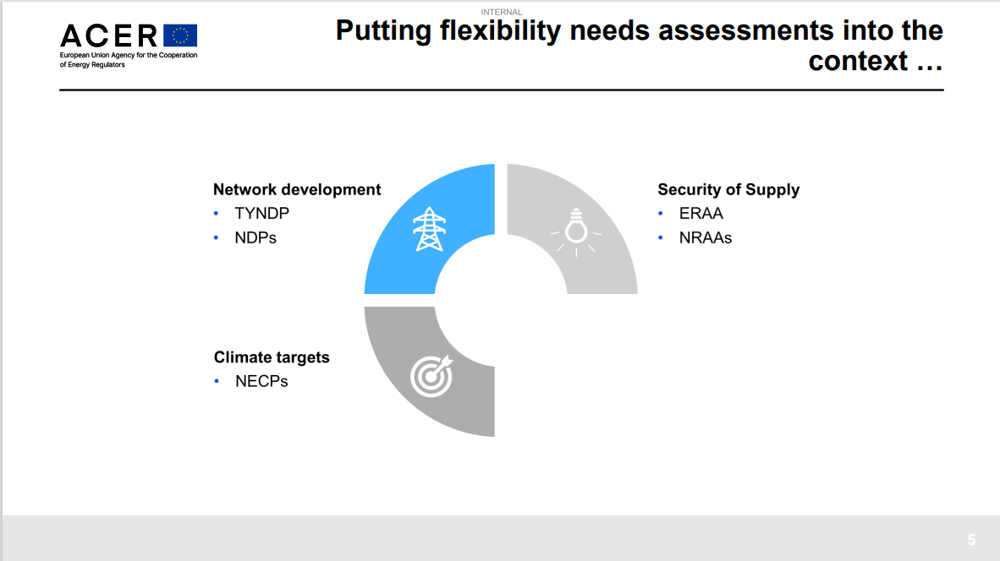 INTERNAL
ACER
European Union Agency for the Cooperation
of Energy Regulators
Putting flexibility needs assessments into the
context …
Network development
• TYNDP
• NDPs
Security of Supply
• ERAA
• NRAAs
Climate targets
• NECPs
5